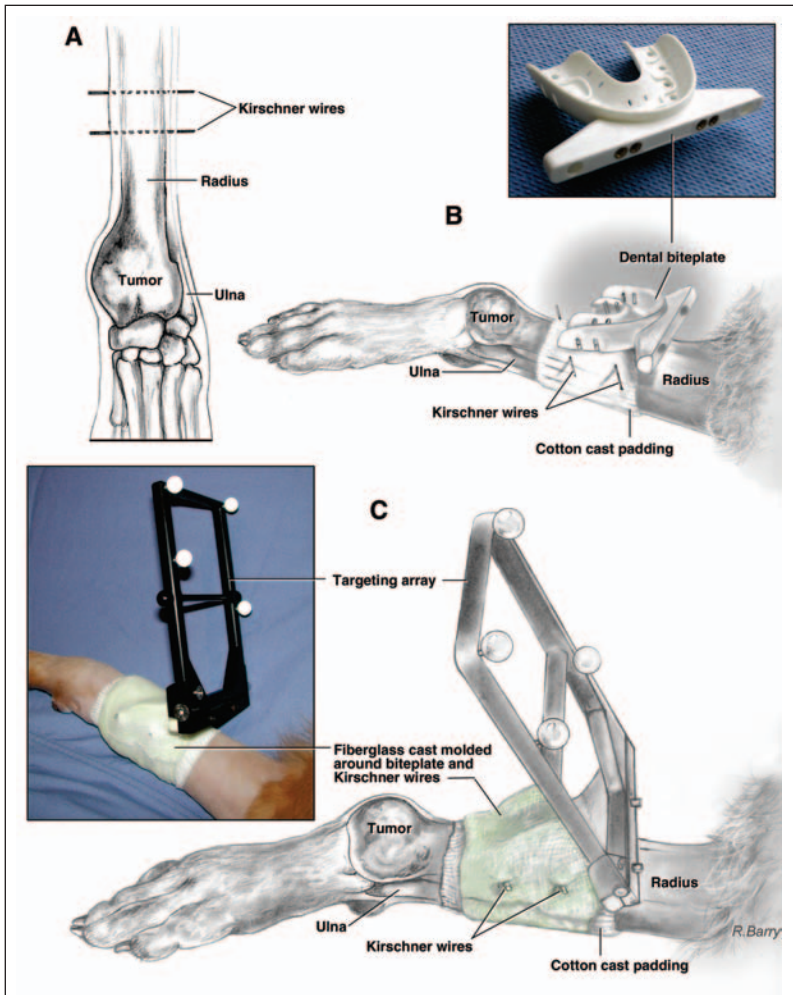 A
Kirschner wires
Radius
Tumor
Ulna
B
Dental biteplate
Tumor
Ulna
Radius
Kirschner wires
Cotton cast padding
C
Targeting array
Fiberglass cast molded
around biteplate and
Kirschner wires
Tumor
Radius
Ulna
Kirschner wires
R.Barry
Cotton cast padding